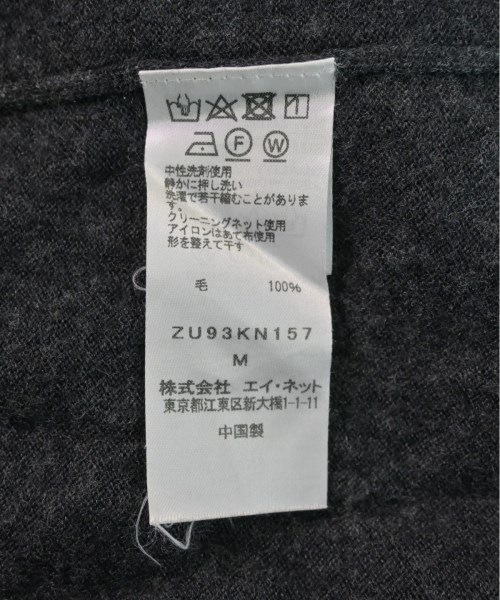 F W
中性洗剤使用
静かに押し洗い
洗濯で若干縮むことがありま
す。
クリーニングネット使用
アイロンはあて布使用
形を整えて干す
毛 100%
ZU93KN157
M
株式会社 エイ・ネット
東京都江東区新大橋1-1-11
中国製